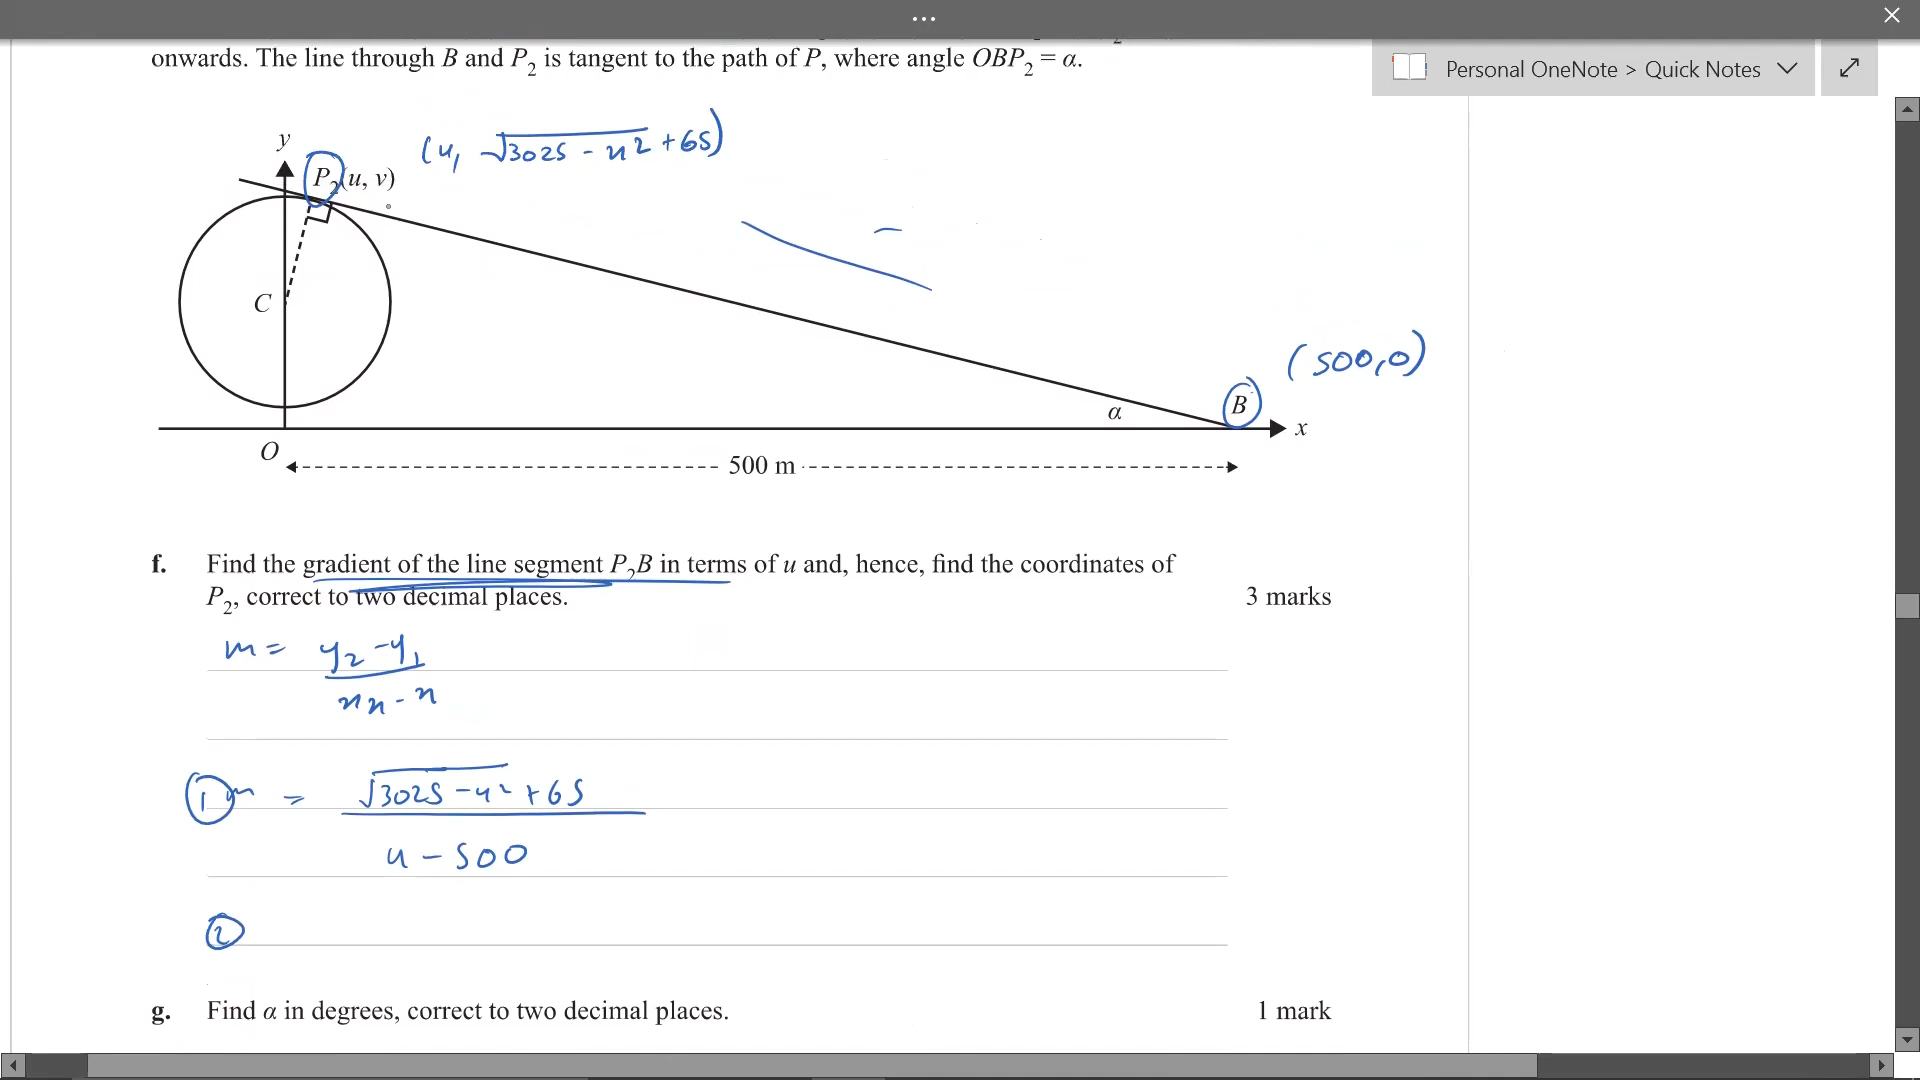 onwards. The line through B and P₂ is tangent to the path of P, where angle OBP₂ = α.
Personal OneNote > Quick Notes
(u, √3025 - x² + 65)
y
P₂(u, v)
C
(500,0)
α
B
x
O
500 m
f. Find the gradient of the line segment P₂B in terms of u and, hence, find the coordinates of
P₂, correct to two decimal places. 3 marks
m = y₂ - y₁
x x - x
① m = √3025 - u² + 65
u - 500
②
g. Find α in degrees, correct to two decimal places. 1 mark